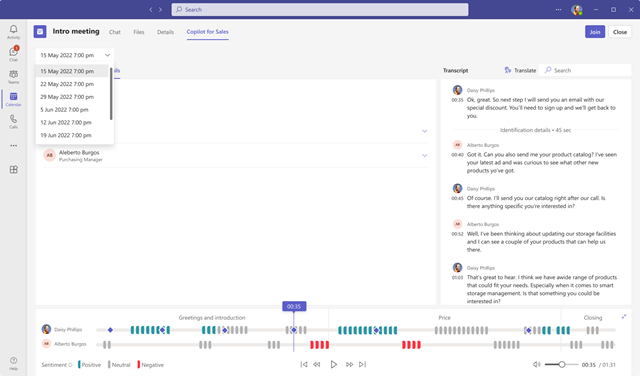 Search
Activity
Chat
Teams
Calendar
Calls
Help
Intro meeting
Chat
Files
Details
Copilot for Sales
Join
Close
15 May 2022 7:00 pm
15 May 2022 7:00 pm
22 May 2022 7:00 pm
29 May 2022 7:00 pm
5 Jun 2022 7:00 pm
12 Jun 2022 7:00 pm
19 Jun 2022 7:00 pm
AB
Aleberto Burgos
Purchasing Manager
Transcript
Translate
Search
Daisy Phillips
00:35
Ok, great. So next step I will send you an email with our
special discount. You'll need to sign up and we'll get back to
you.
Identification details • 45 sec
AB
Alberto Burgos
00:40
Got it. Can you also send me your product catalog? I've seen
your latest ad and was curious to see what other new
products yo'v got.
Daisy Phillips
00:45
Of course. I'll send you our catalog right after our call. Is
there anything specific you're interested in?
AB
Alberto Burgos
00:52
Well, I've been thinking about updating our storage facilities
and I can see a couple of your products that can help us
there.
Daisy Phillips
01:03
That's great to hear. I think we have awide range of products
that could fit your needs. Especially when it comes to smart
storage management. Is that something you could be
interested in?
00:35
Greetings and introduction
Price
Closing
Daisy Phillips
AB
Alberto Burgos
Sentiment
Positive
Neutral
Negative
00:35
/ 01:31